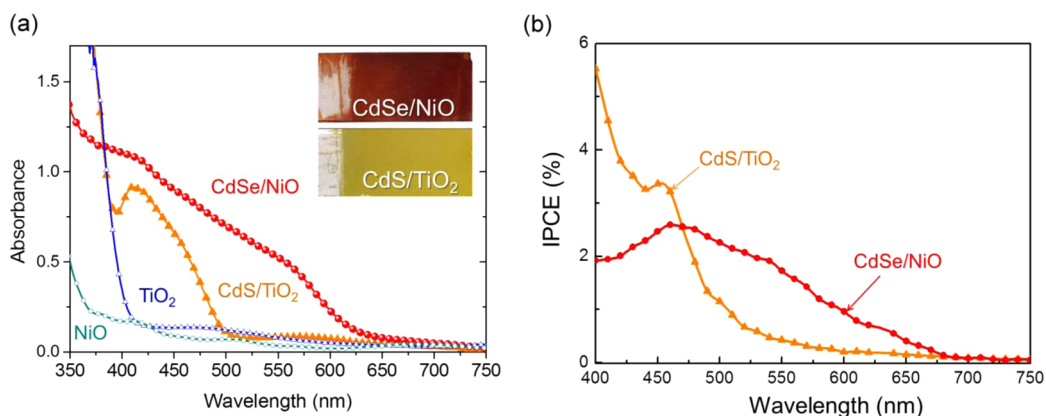 (a)
Absorbance
1.5
1.0
0.5
0.0
350 400 450 500 550 600 650 700 750
Wavelength (nm)
CdSe/NiO
CdS/TiO₂
CdSe/NiO
TiO₂
CdS/TiO₂
NiO
(b)
IPCE (%)
6
4
2
0
400 450 500 550 600 650 700 750
Wavelength (nm)
CdS/TiO₂
CdSe/NiO